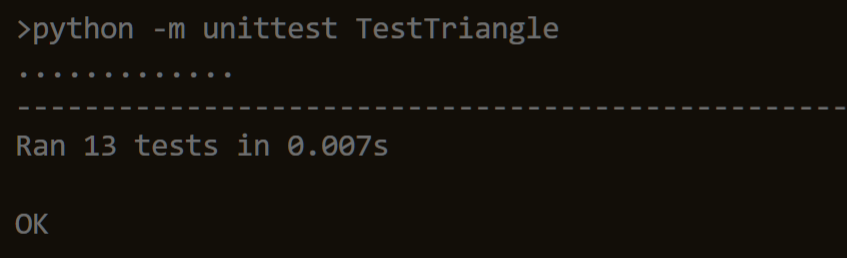 >python -m unittest TestTriangle
.............
--------------------------------------------------
Ran 13 tests in 0.007s
OK